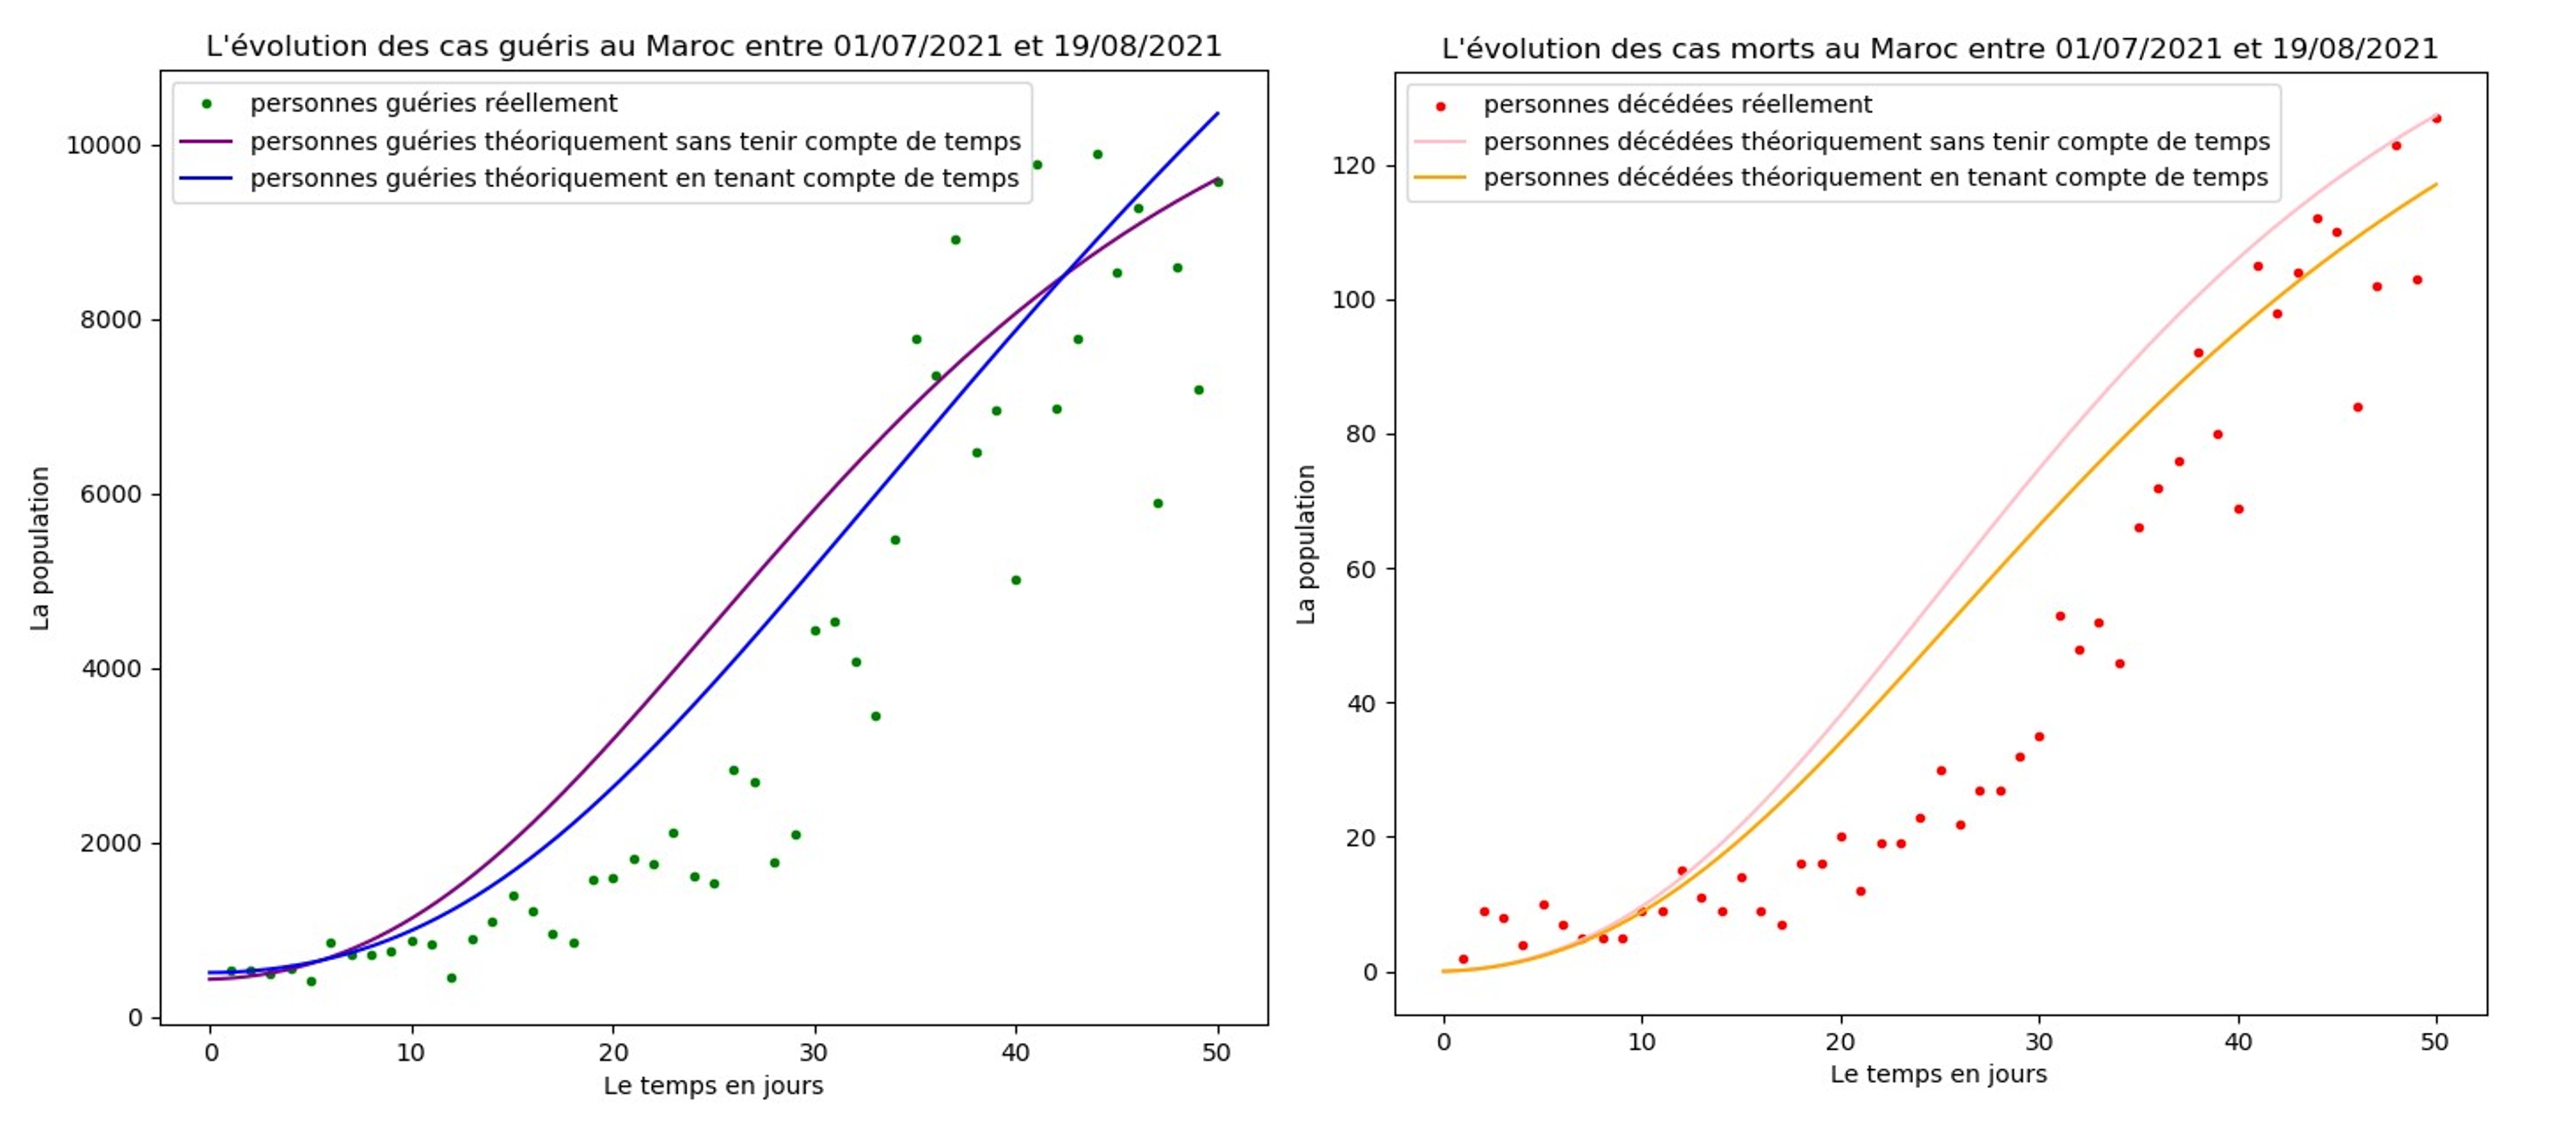 L'évolution des cas guéris au Maroc entre 01/07/2021 et 19/08/2021
personnes guéries réellement
personnes guéries théoriquement sans tenir compte de temps
personnes guéries théoriquement en tenant compte de temps
10000
8000
6000
4000
2000
0
La population
0 10 20 30 40 50
Le temps en jours
L'évolution des cas morts au Maroc entre 01/07/2021 et 19/08/2021
personnes décédées réellement
personnes décédées théoriquement sans tenir compte de temps
personnes décédées théoriquement en tenant compte de temps
120
100
80
60
40
20
0
La population
0 10 20 30 40 50
Le temps en jours